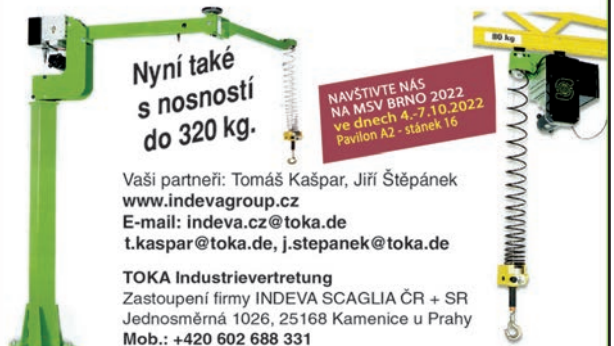 Nyní také
s nosností
do 320 kg.
80 kg
NAVŠTIVTE NÁS
NA MSV BRNO 2022
ve dnech 4.-7.10.2022
Pavilon A2 - stánek 16
Vaši partneři: Tomáš Kašpar, Jiří Štěpánek
www.indevagroup.cz
E-mail: indeva.cz@toka.de
t.kaspar@toka.de, j.stepanek@toka.de
TOKA Industrievertretung
Zastoupení firmy INDEVA SCAGLIA ČR + SR
Jednosměrná 1026, 25168 Kamenice u Prahy
Mob.: +420 602 688 331